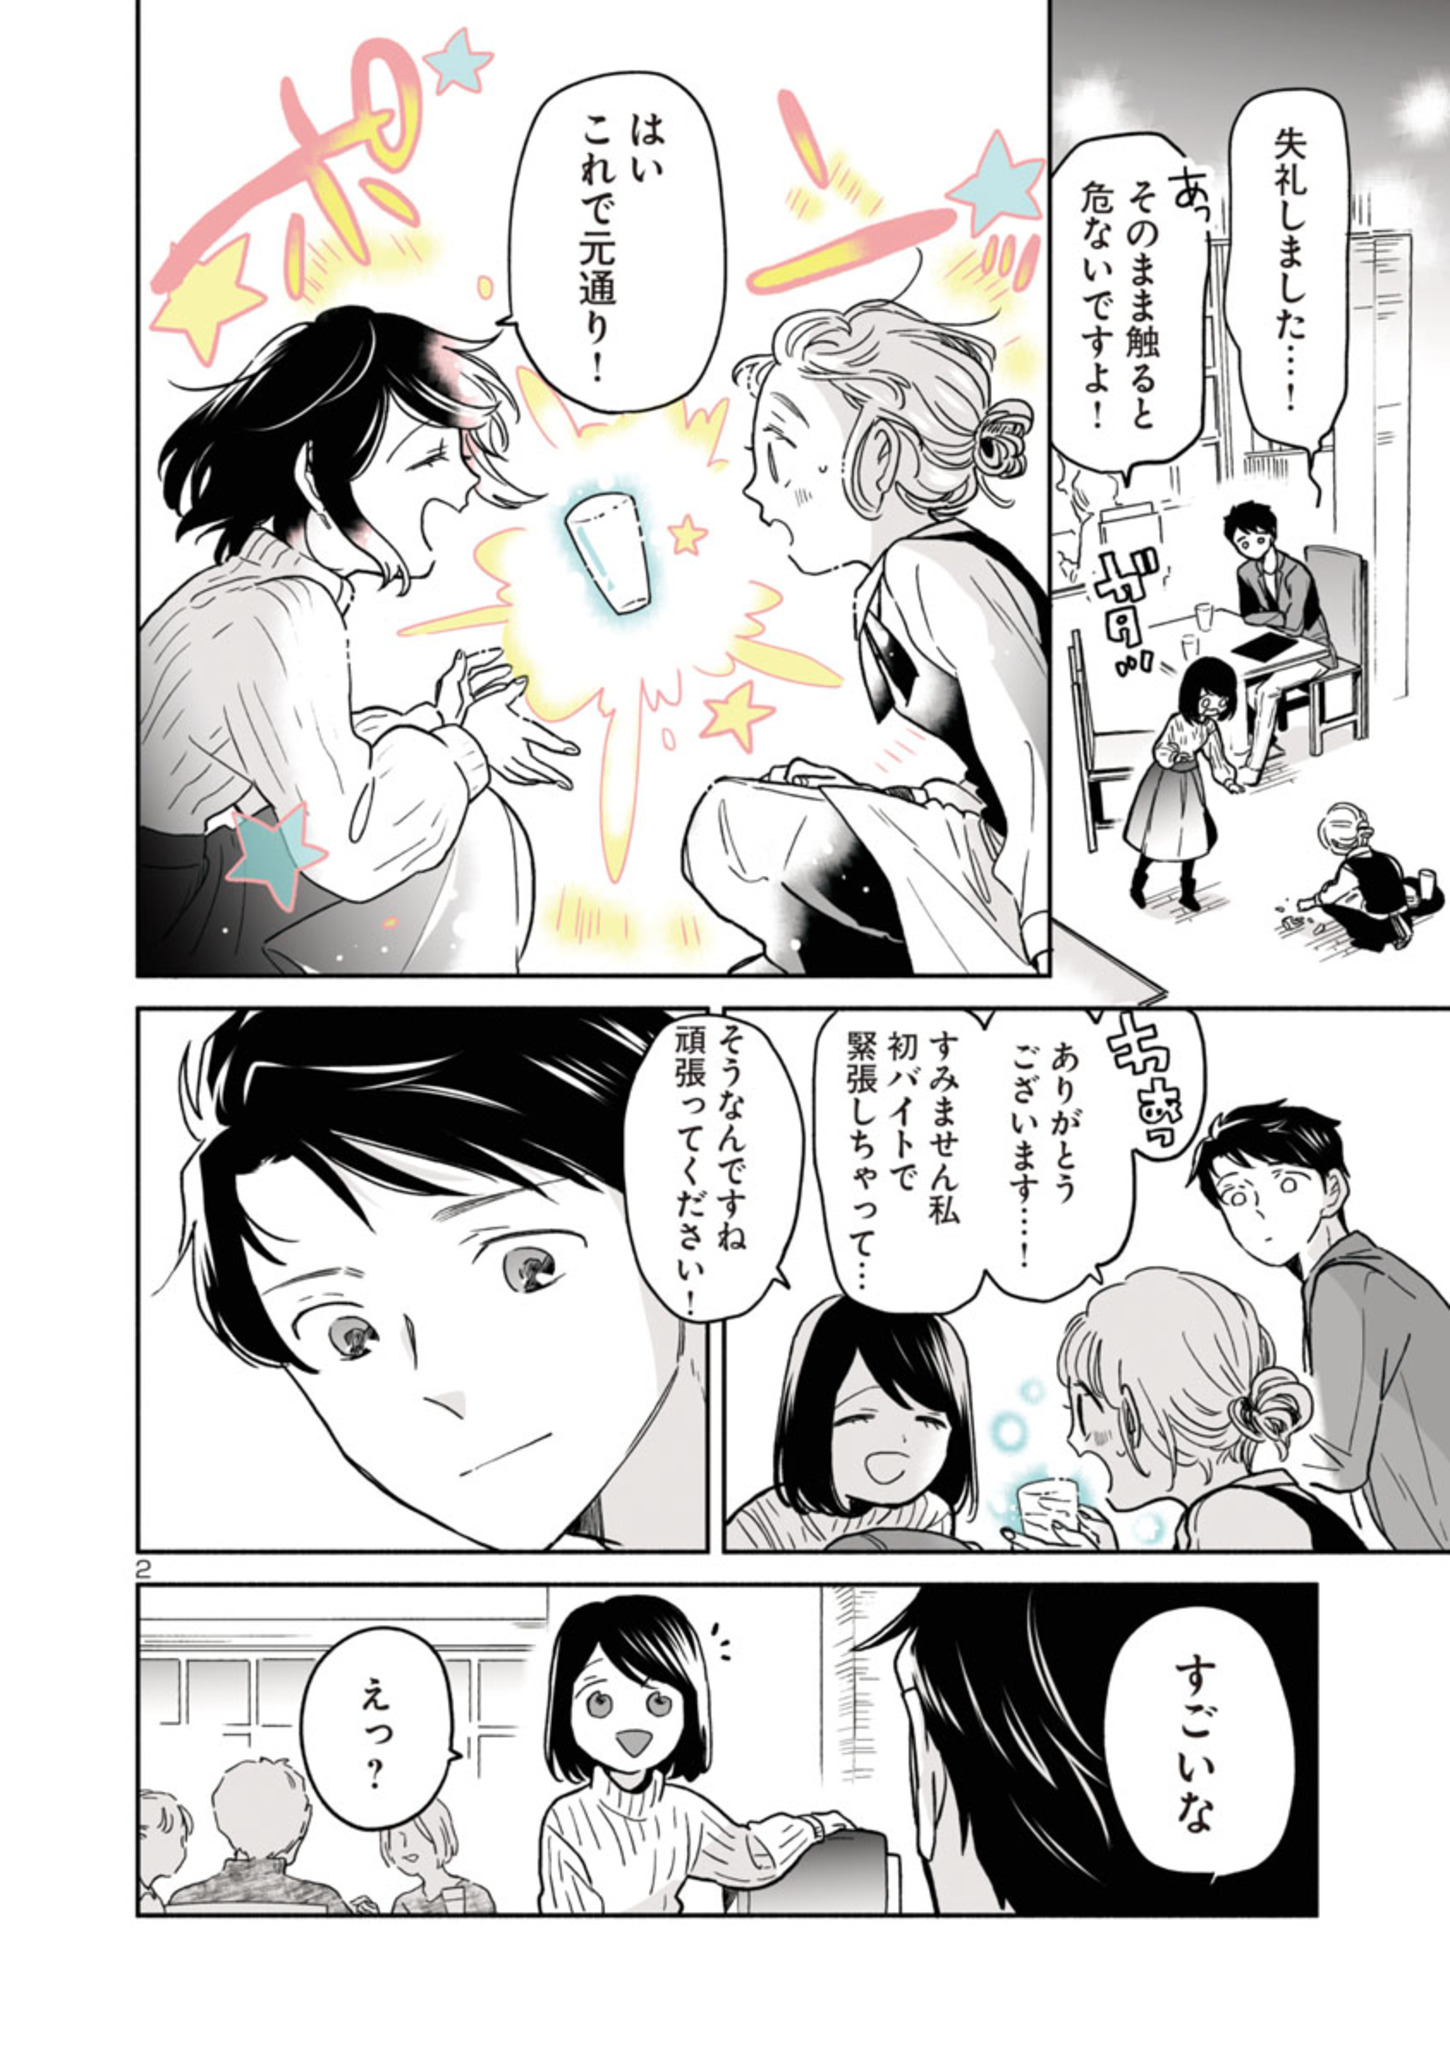 失礼しました…！
あっ
そのまま触ると
危ないですよ！
ガタ…
はい
これで元通り！
ポン
わあっ
ありがとう
ございます…！
すみません私
初バイトで
緊張しちゃって…
そうなんですね
頑張ってください！
2
すごいな
えっ？